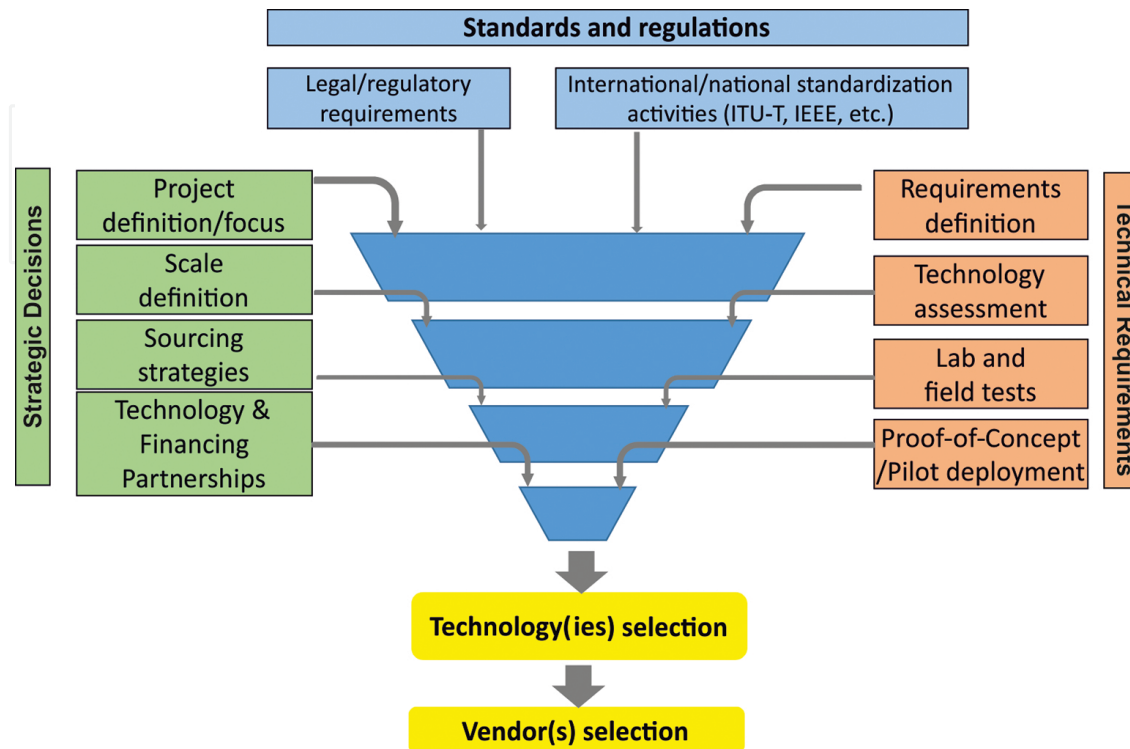 Standards and regulations
Legal/regulatory
requirements
International/national standardization
activities (ITU-T, IEEE, etc.)
Strategic Decisions
Project
definition/focus
Scale
definition
Sourcing
strategies
Technology &
Financing
Partnerships
Requirements
definition
Technology
assessment
Lab and
field tests
Proof-of-Concept
/Pilot deployment
Technical Requirements
Technology(ies) selection
Vendor(s) selection